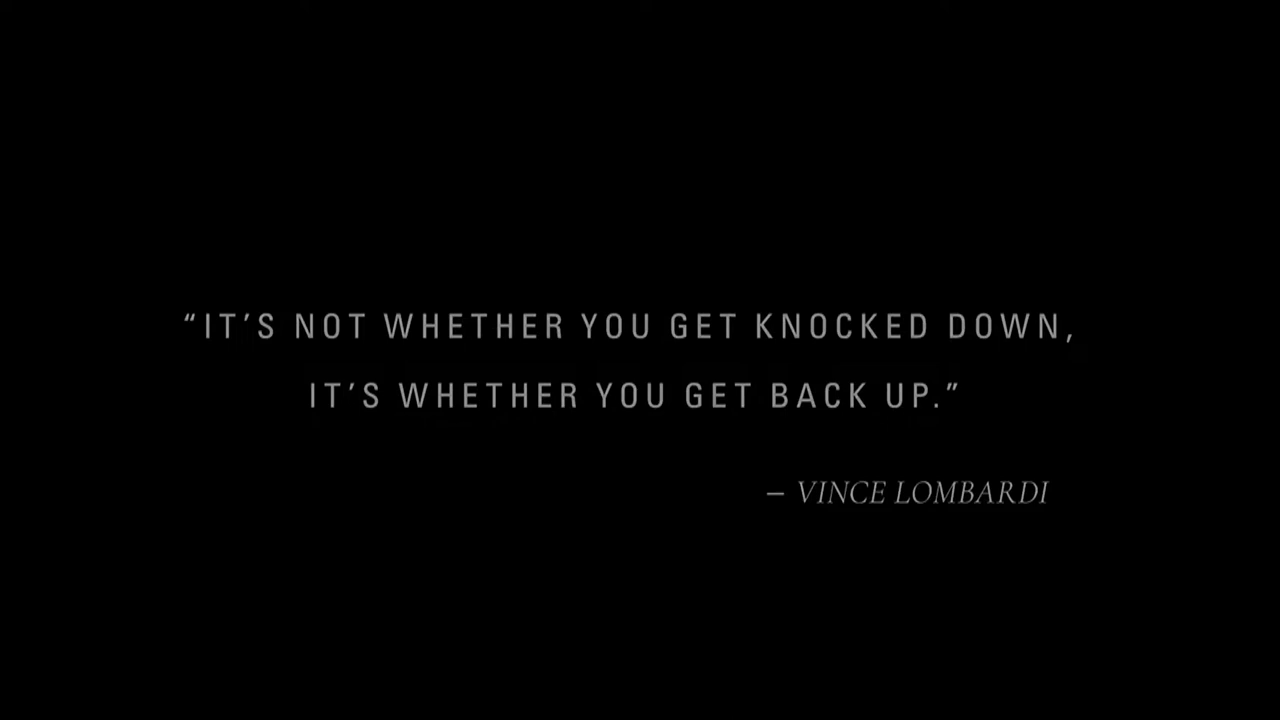 “IT’S NOT WHETHER YOU GET KNOCKED DOWN,
IT’S WHETHER YOU GET BACK UP.”
– VINCE LOMBARDI